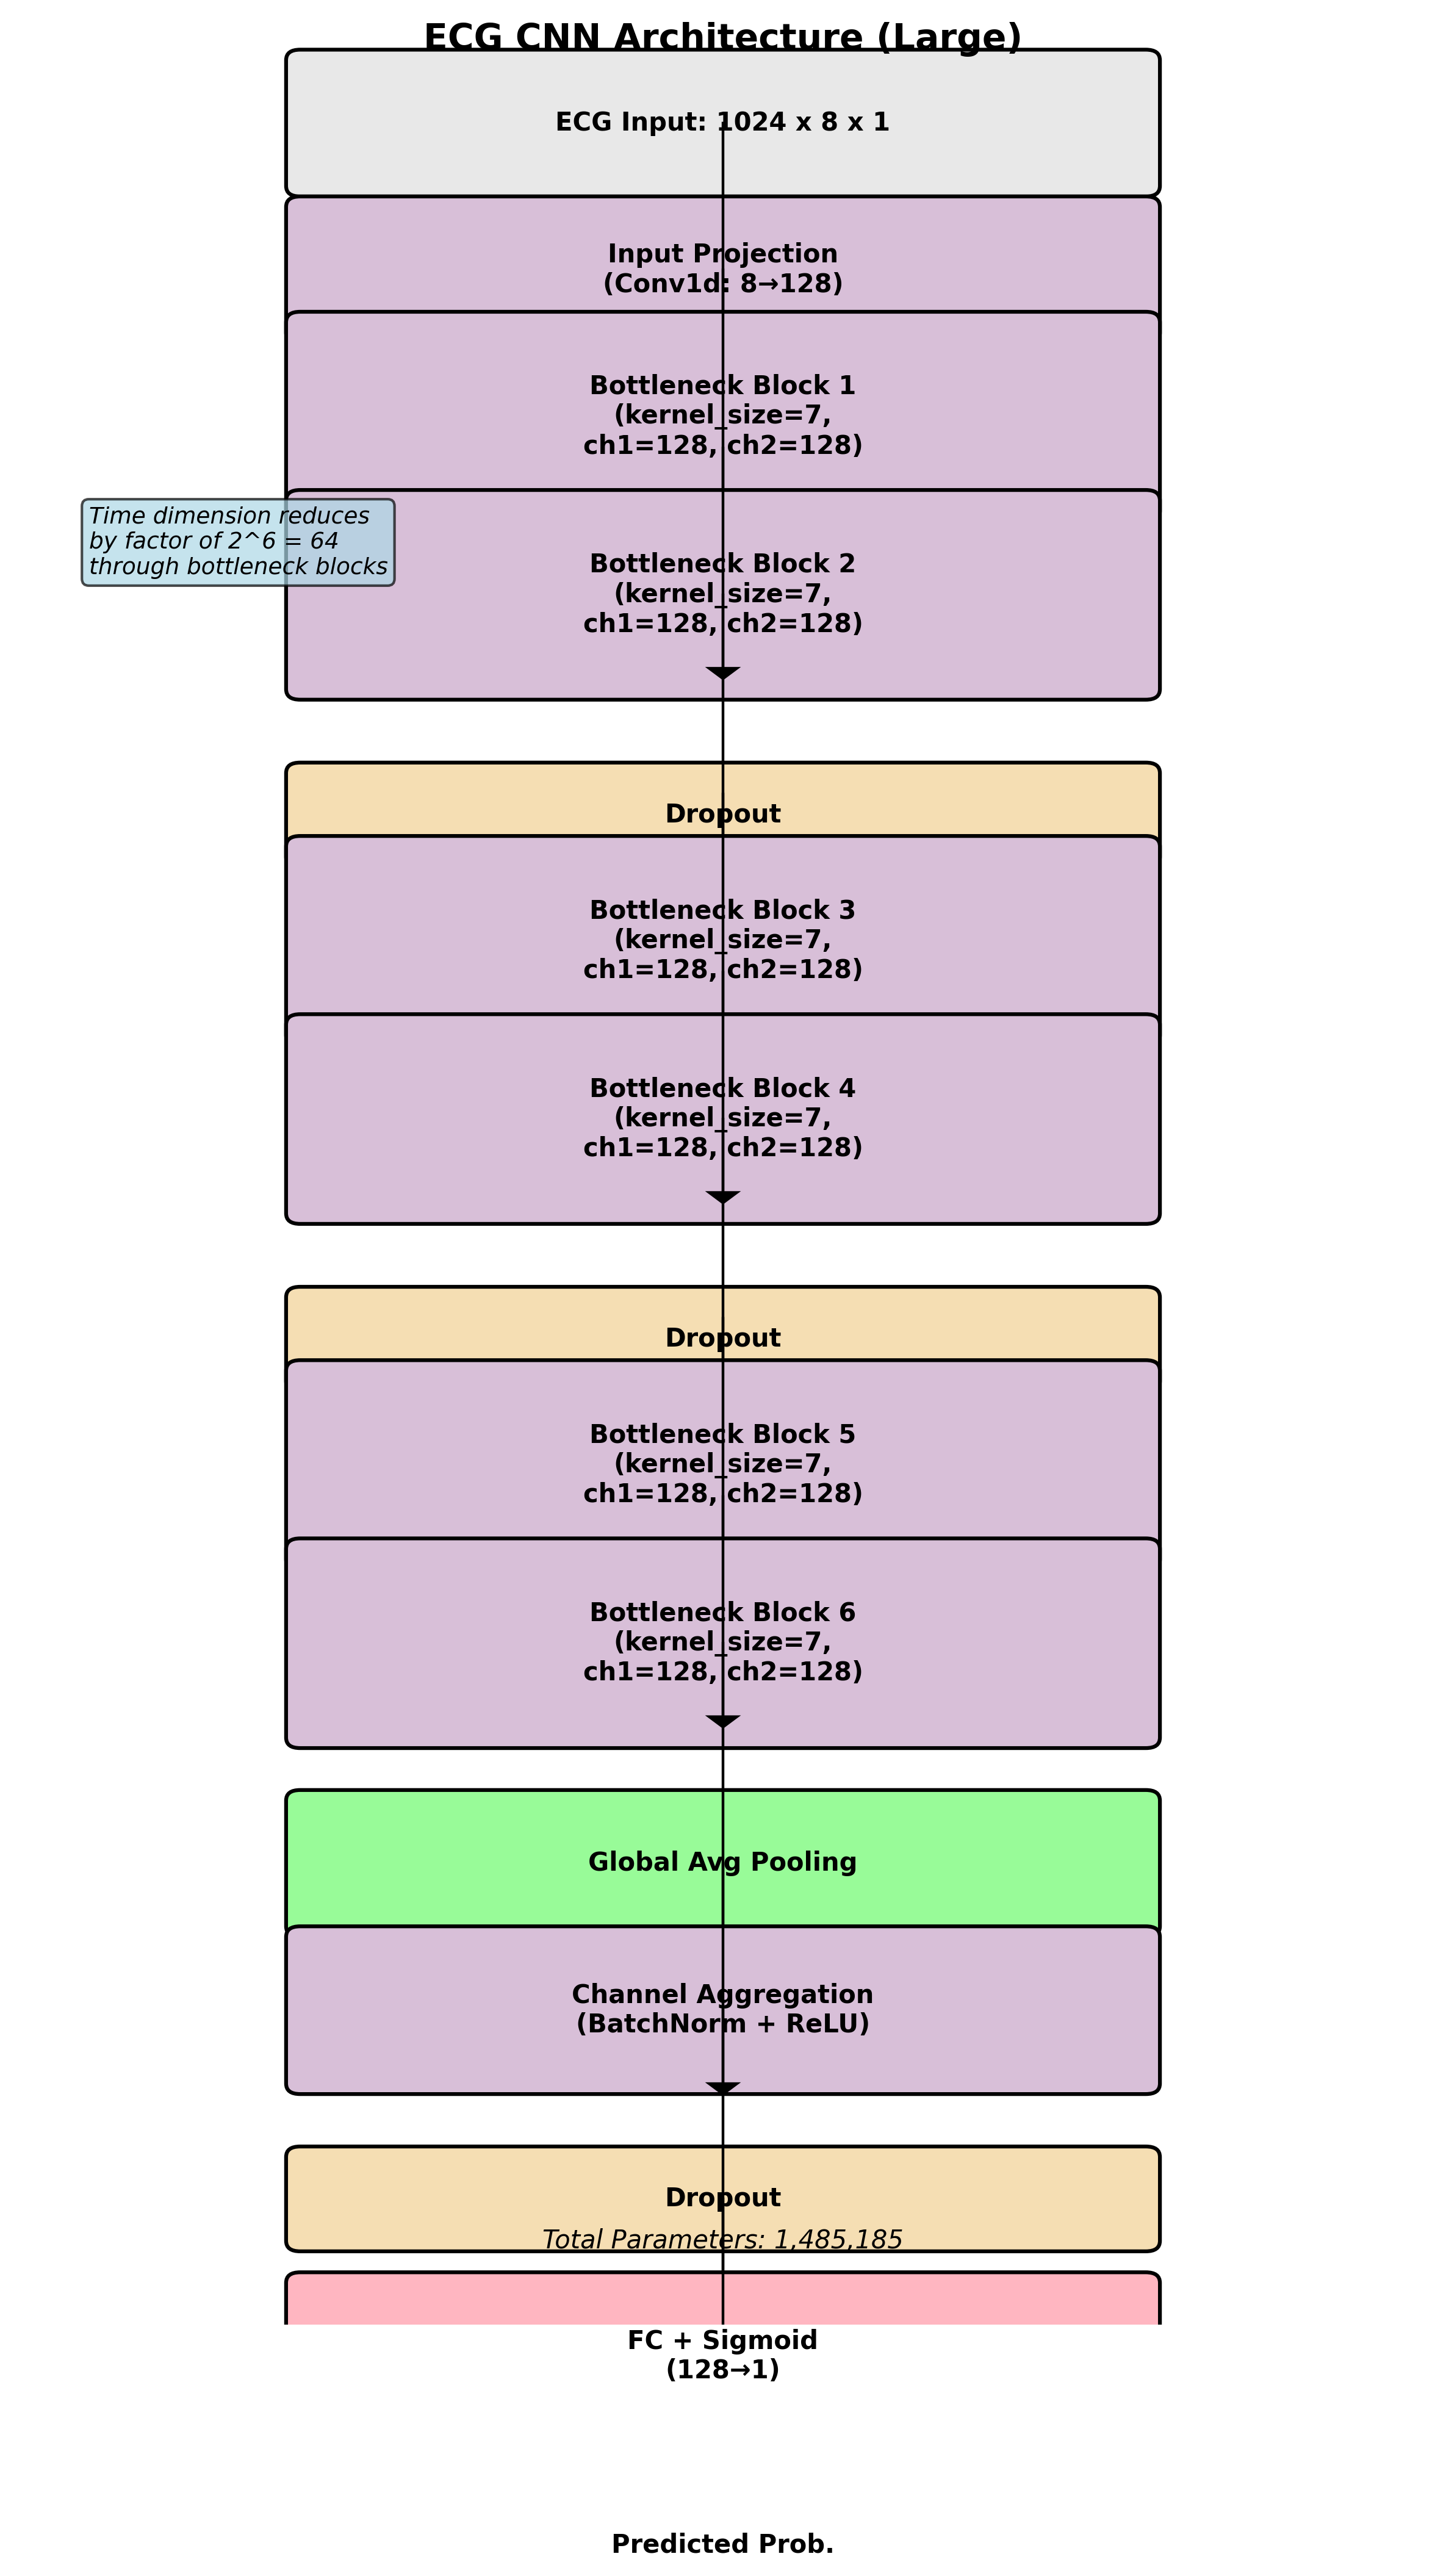 ECG CNN Architecture (Large)
ECG Input: 1024 x 8 x 1
Input Projection
(Conv1d: 8→128)
Bottleneck Block 1
(kernel_size=7,
ch1=128, ch2=128)
Time dimension reduces
by factor of 2^6 = 64
through bottleneck blocks
Bottleneck Block 2
(kernel_size=7,
ch1=128, ch2=128)
Dropout
Bottleneck Block 3
(kernel_size=7,
ch1=128, ch2=128)
Bottleneck Block 4
(kernel_size=7,
ch1=128, ch2=128)
Dropout
Bottleneck Block 5
(kernel_size=7,
ch1=128, ch2=128)
Bottleneck Block 6
(kernel_size=7,
ch1=128, ch2=128)
Global Avg Pooling
Channel Aggregation
(BatchNorm + ReLU)
Dropout
Total Parameters: 1,485,185
FC + Sigmoid
(128→1)
Predicted Prob.